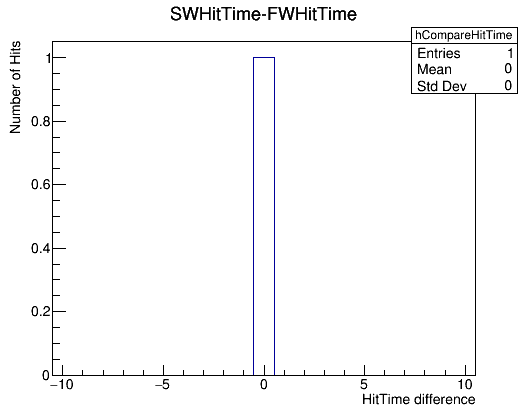 SWHitTime-FWHitTime
hCompareHitTime
Entries 1
Mean 0
Std Dev 0
Number of Hits
1
0.8
0.6
0.4
0.2
0
−10 −5 0 5 10
HitTime difference